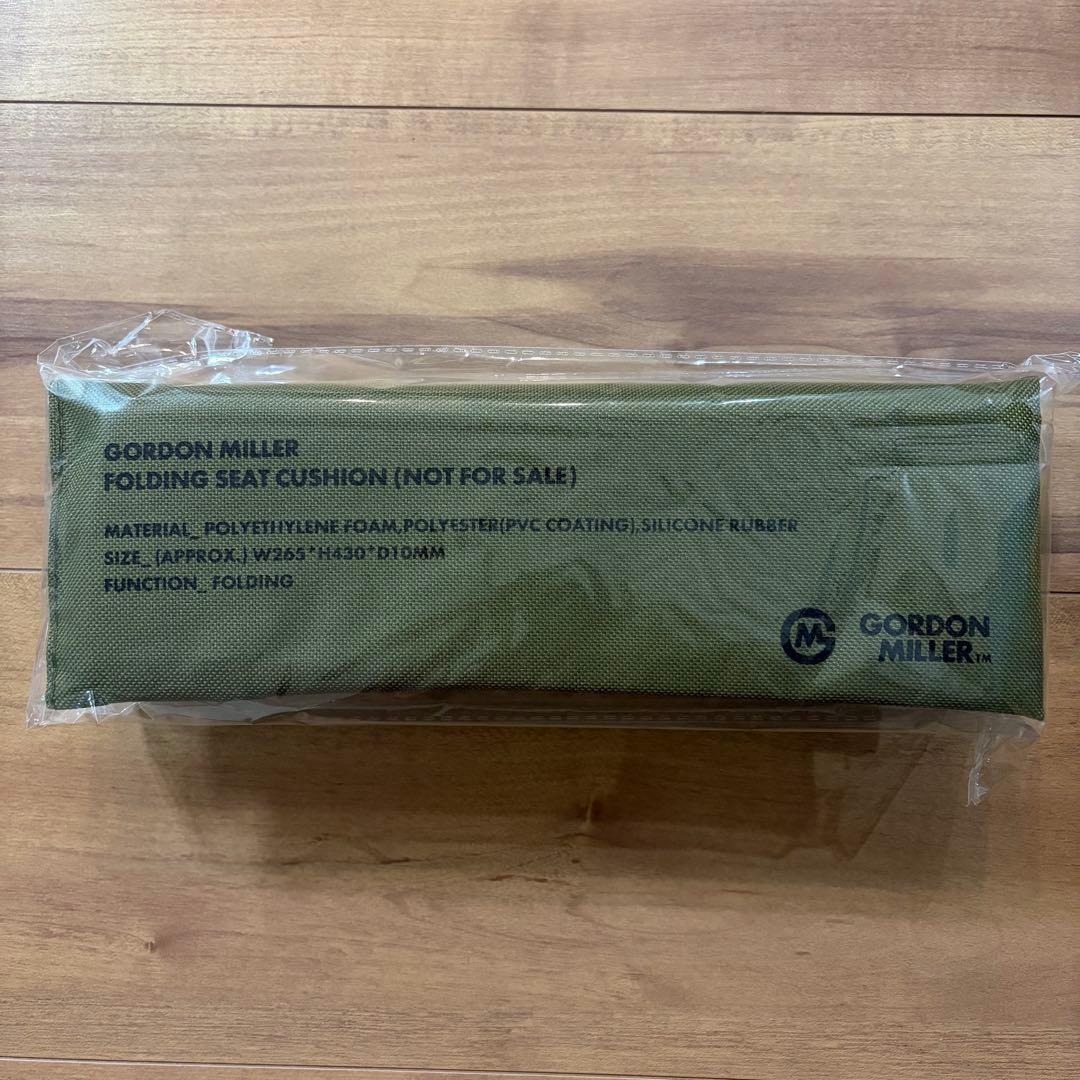 GORDON MILLER
FOLDING SEAT CUSHION (NOT FOR SALE)
MATERIAL_ POLYETHYLENE FOAM,POLYESTER(PVC COATING),SILICONE RUBBER
SIZE_ (APPROX.) W265*H430*D10MM
FUNCTION_ FOLDING
GORDON
MILLER™